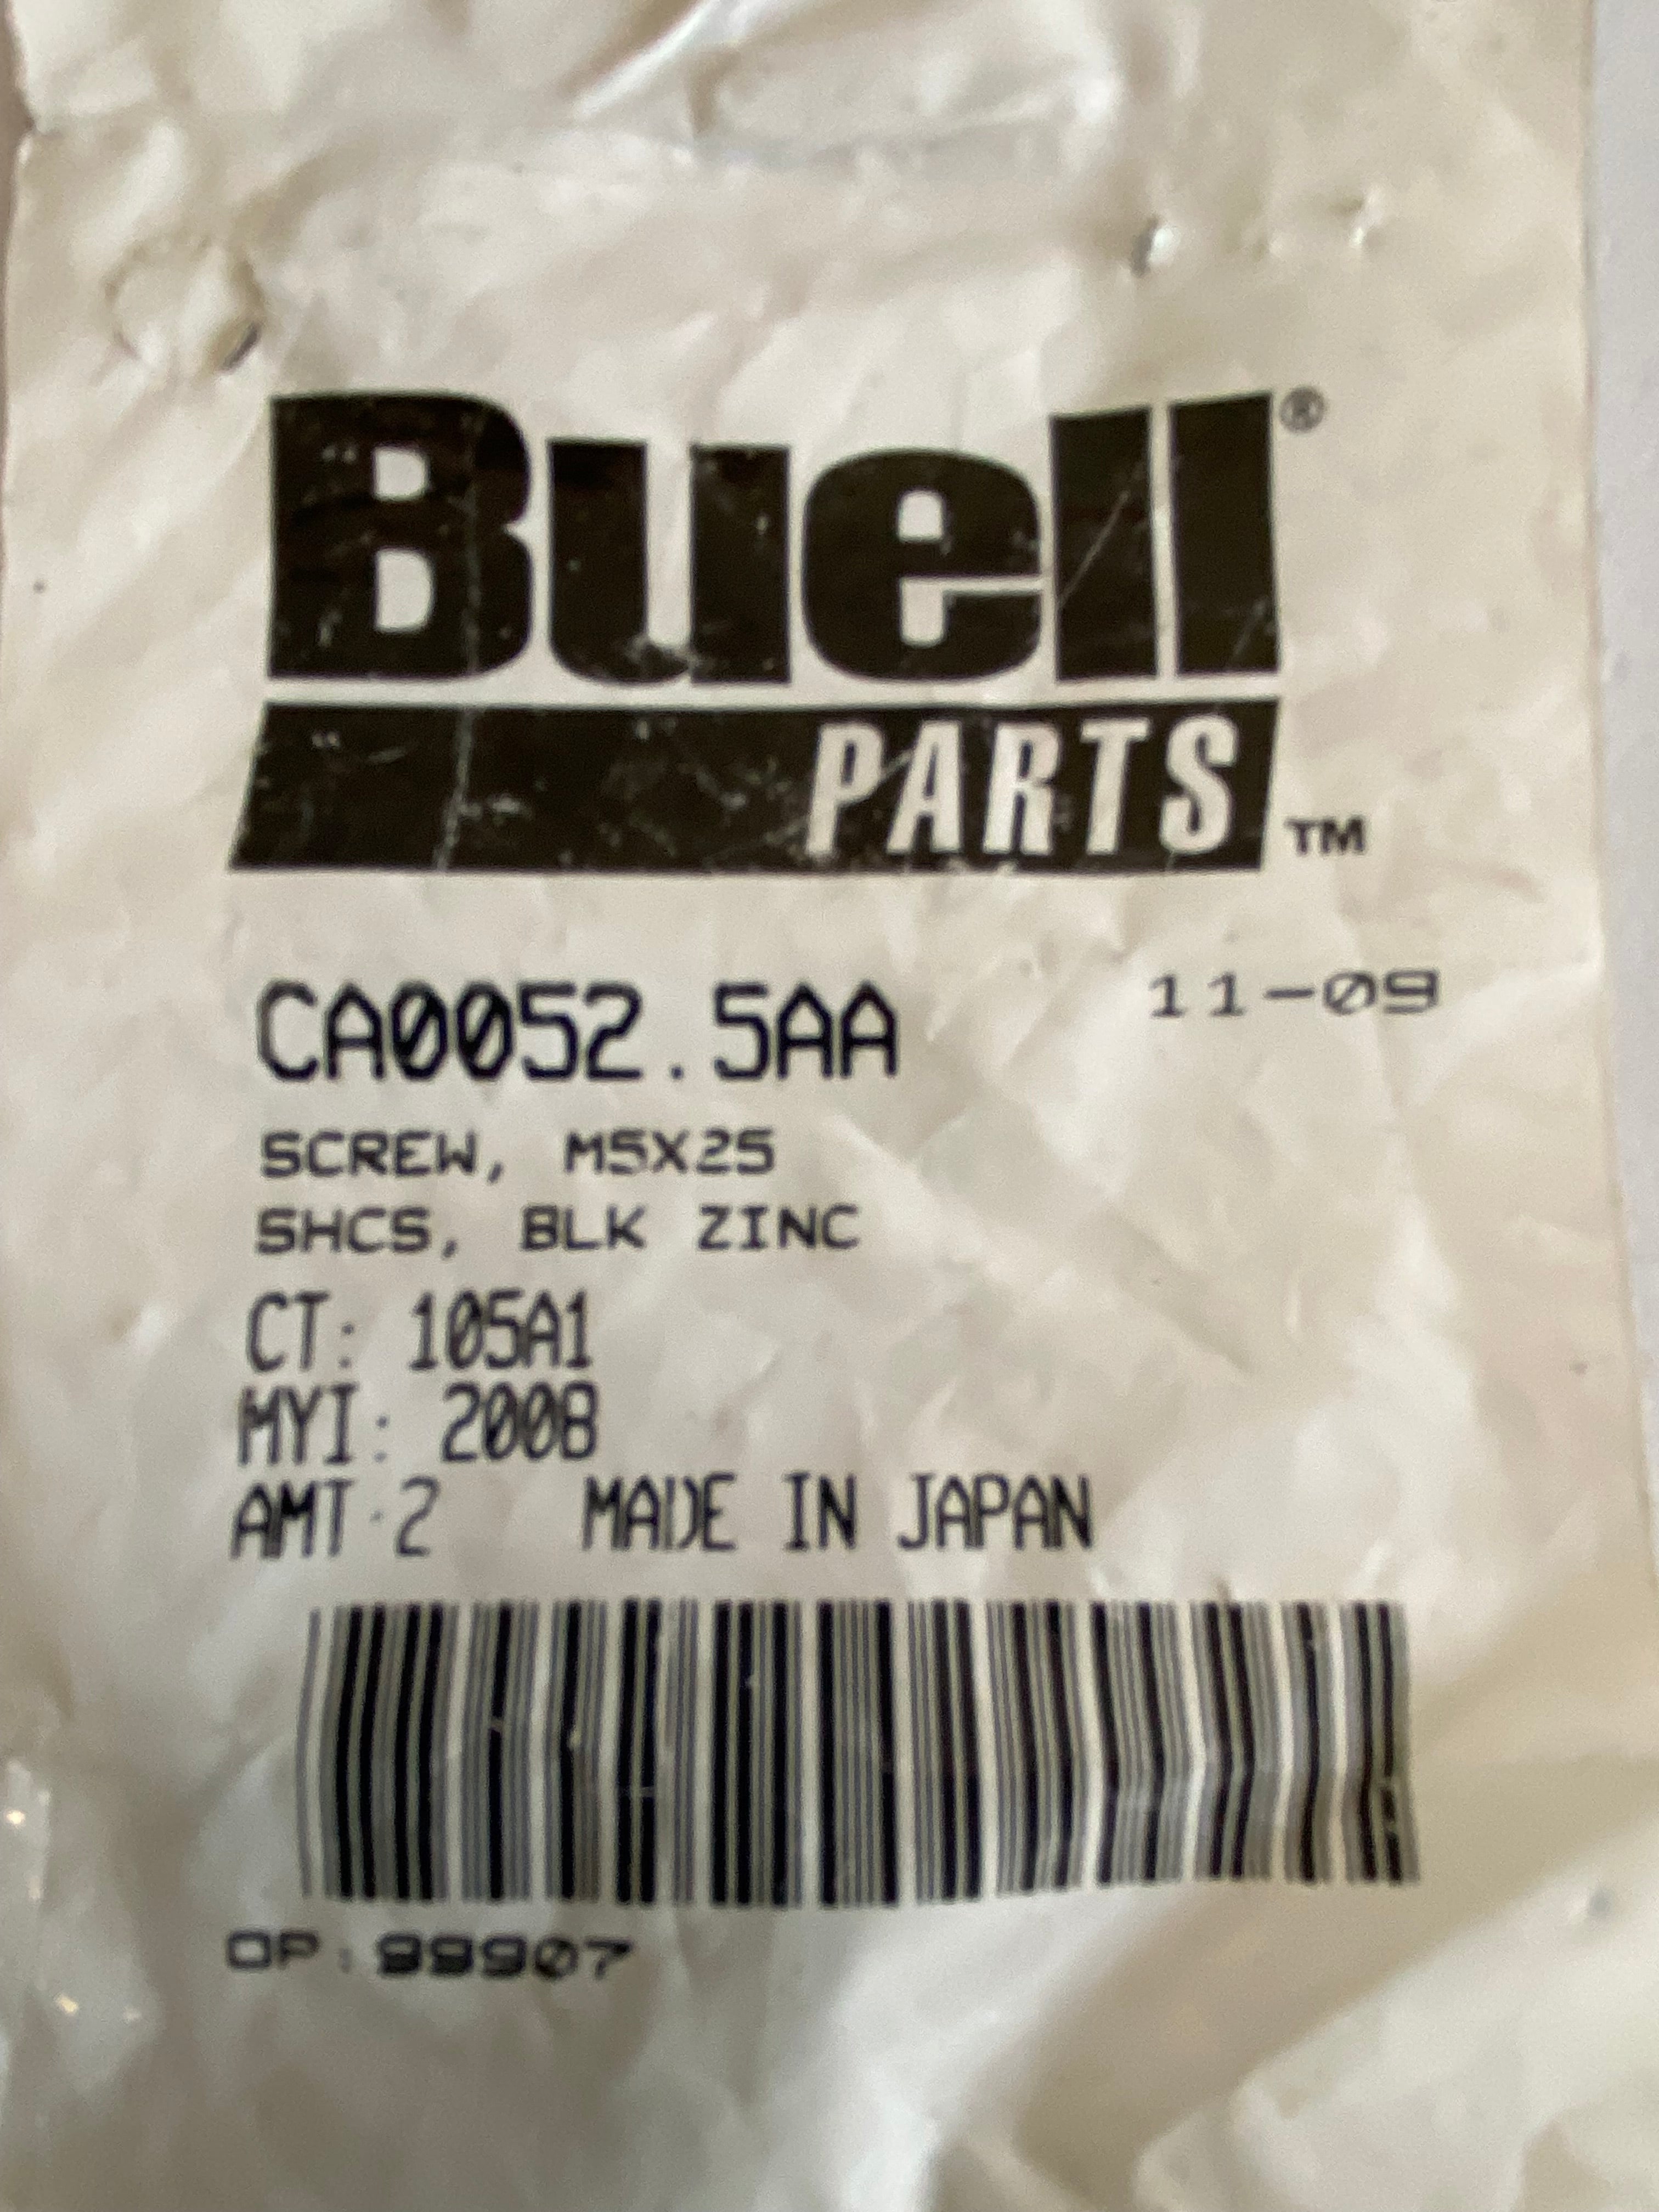 Buell®
PARTS™
CA0052.5AA 11-09
SCREW, M5X25
SHCS, BLK ZINC
CT: 105A1
MYI: 2008
AMT·2 MADE IN JAPAN
OP:99907